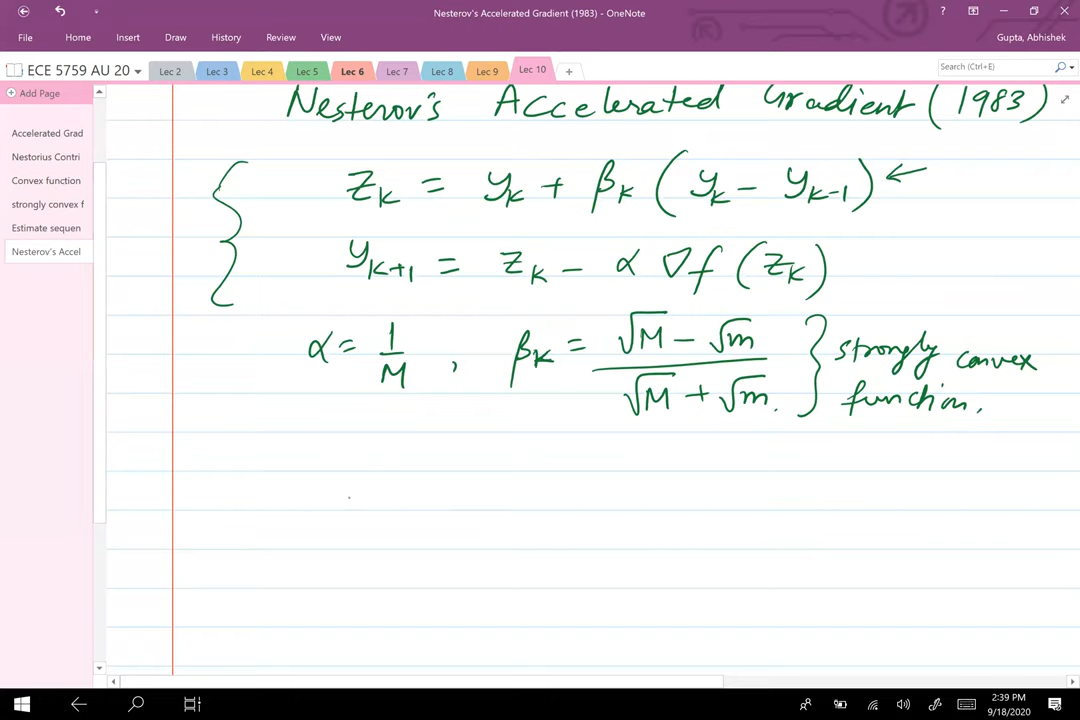 Nesterov's Accelerated Gradient (1983) - OneNote
File Home Insert Draw History Review View Gupta, Abhishek
ECE 5759 AU 20 Lec 2 Lec 3 Lec 4 Lec 5 Lec 6 Lec 7 Lec 8 Lec 9 Lec 10 + Search (Ctrl+E)
Add Page
Accelerated Grad
Nestorius Contri
Convex function
strongly convex f
Estimate sequen
Nesterov's Accel
Nesterov's Accelerated Gradient (1983)
z_k = y_k + β_k (y_k − y_{k-1}) ←
y_{k+1} = z_k − α ∇f (z_k)
α = 1/M , β_k = (√M − √m)/(√M + √m) . } strongly convex
function.
2:39 PM
9/18/2020